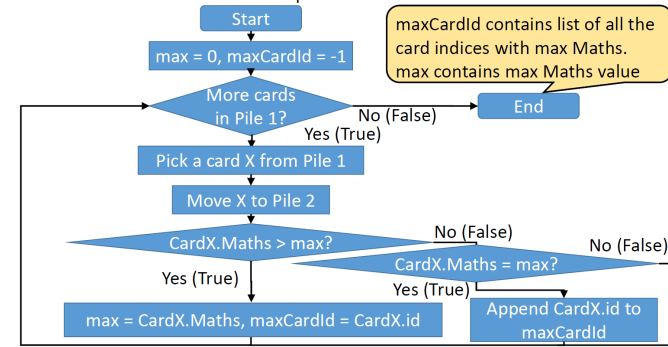 Start
maxCardId contains list of all the
card indices with max Maths.
max contains max Maths value
max = 0, maxCardId = -1
More cards
in Pile 1?
No (False)
End
Yes (True)
Pick a card X from Pile 1
Move X to Pile 2
CardX.Maths > max?
No (False)
No (False)
CardX.Maths = max?
Yes (True)
Yes (True)
max = CardX.Maths, maxCardId = CardX.id
Append CardX.id to
maxCardId